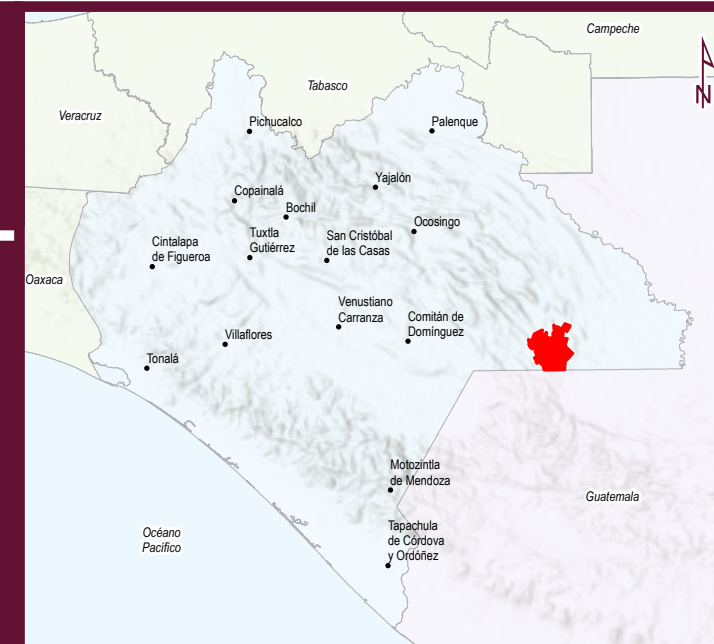 Campeche
Tabasco
N
Veracruz
Pichucalco
Palenque
Yajalón
Copainalá
Bochil
Ocosingo
Tuxtla
Gutiérrez
San Cristóbal
de las Casas
Cintalapa
de Figueroa
Oaxaca
Venustiano
Carranza
Comitán de
Domínguez
Villaflores
Tonalá
Motozintla
de Mendoza
Guatemala
Océano
Pacifico
Tapachula
de Córdova
y Ordóñez